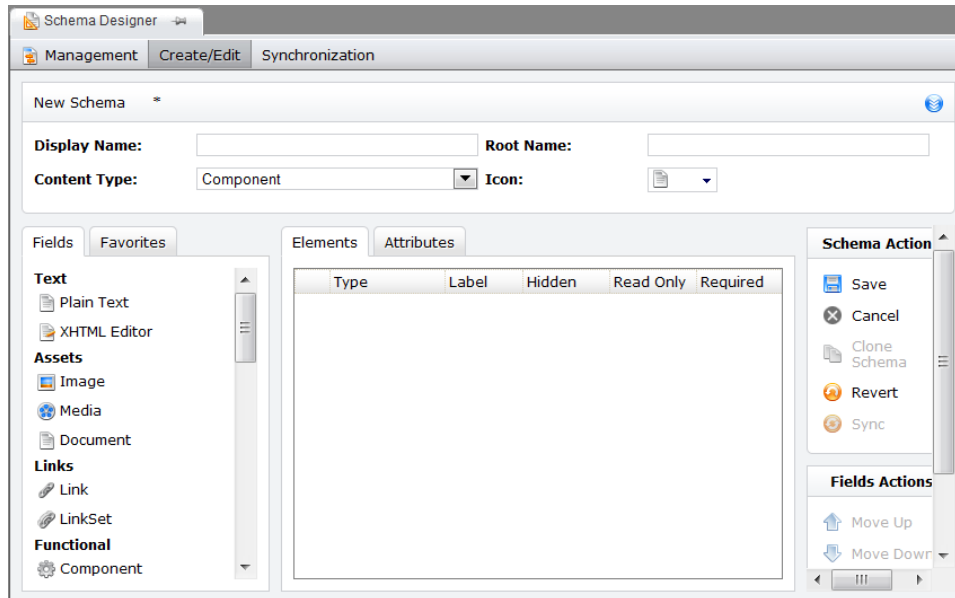 Schema Designer
Management Create/Edit Synchronization
New Schema *
Display Name: Root Name:
Content Type: Component Icon:
Fields Favorites
Text
Plain Text
XHTML Editor
Assets
Image
Media
Document
Links
Link
LinkSet
Functional
Component
Elements Attributes
Type Label Hidden Read Only Required
Schema Action
Save
Cancel
Clone
Schema
Revert
Sync
Fields Actions
Move Up
Move Down